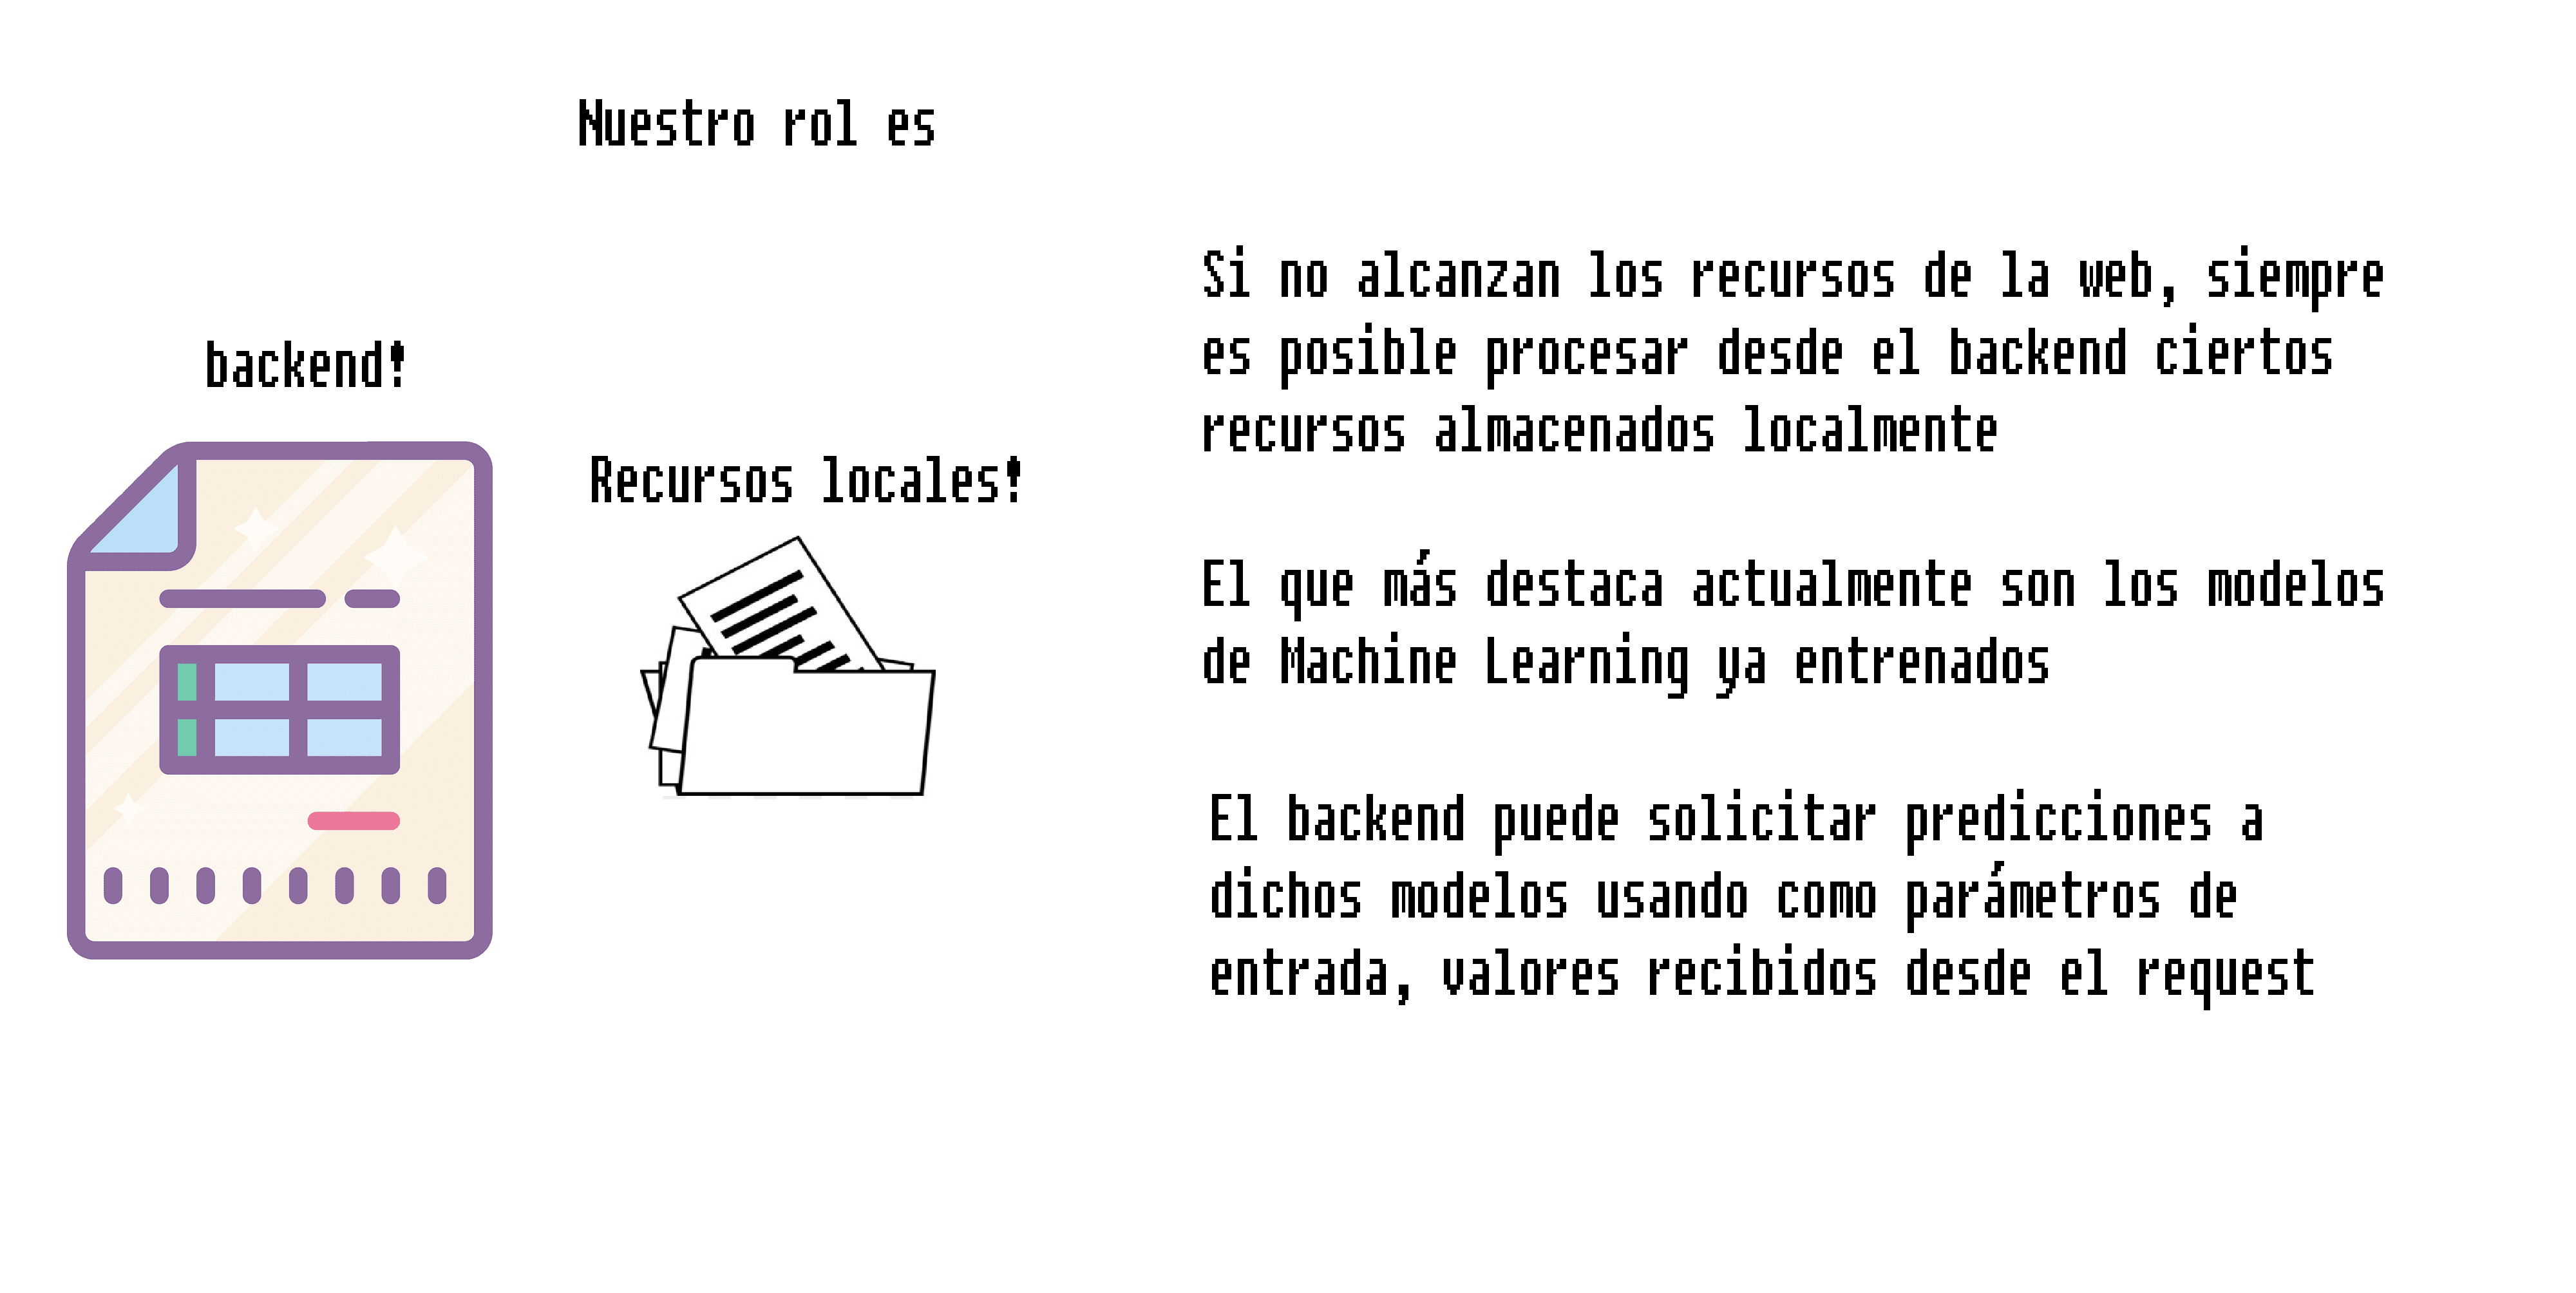 Nuestro rol es
backend!
Recursos locales!
Si no alcanzan los recursos de la web, siempre
es posible procesar desde el backend ciertos
recursos almacenados localmente
El que más destaca actualmente son los modelos
de Machine Learning ya entrenados
El backend puede solicitar predicciones a
dichos modelos usando como parámetros de
entrada, valores recibidos desde el request